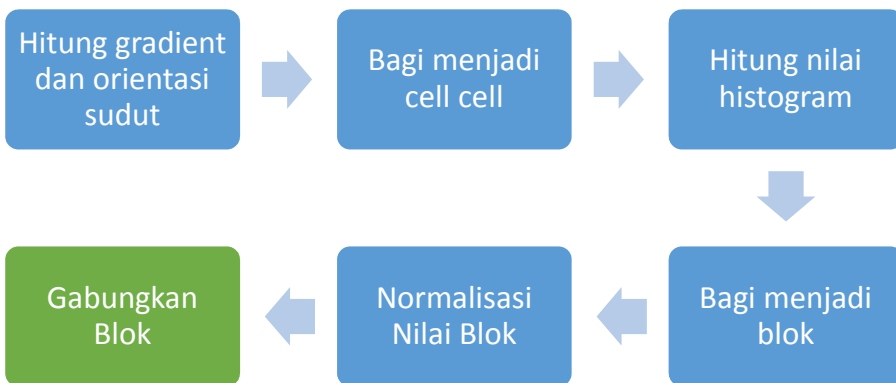 Hitung gradient
dan orientasi
sudut
Bagi menjadi
cell cell
Hitung nilai
histogram
Bagi menjadi
blok
Normalisasi
Nilai Blok
Gabungkan
Blok